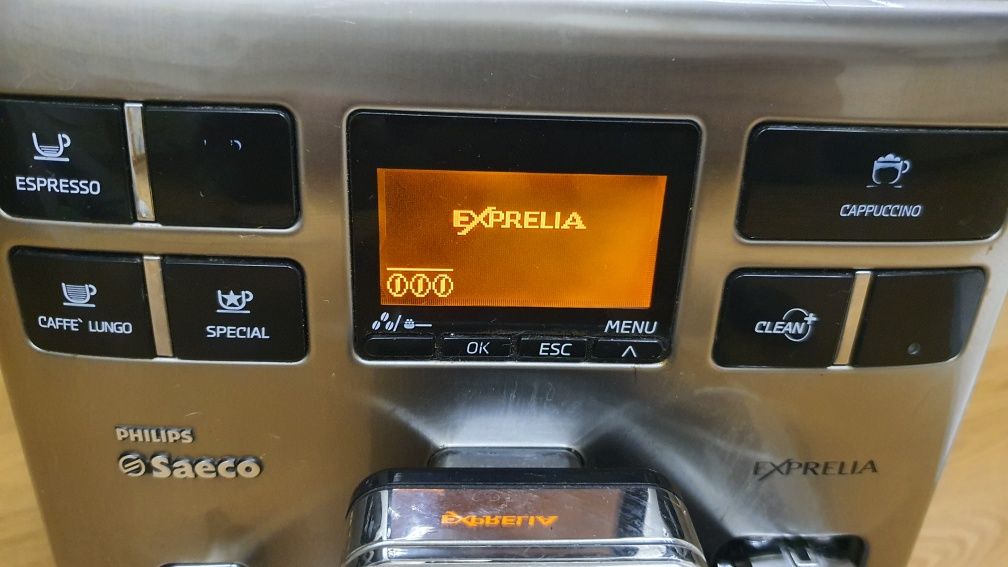 ESPRESSO
EXPRELIA
CAPPUCCINO
CAFFE` LUNGO
SPECIAL
CLEAN
MENU
OK
ESC
PHILIPS
Saeco
EXPRELIA
EXPRELIA